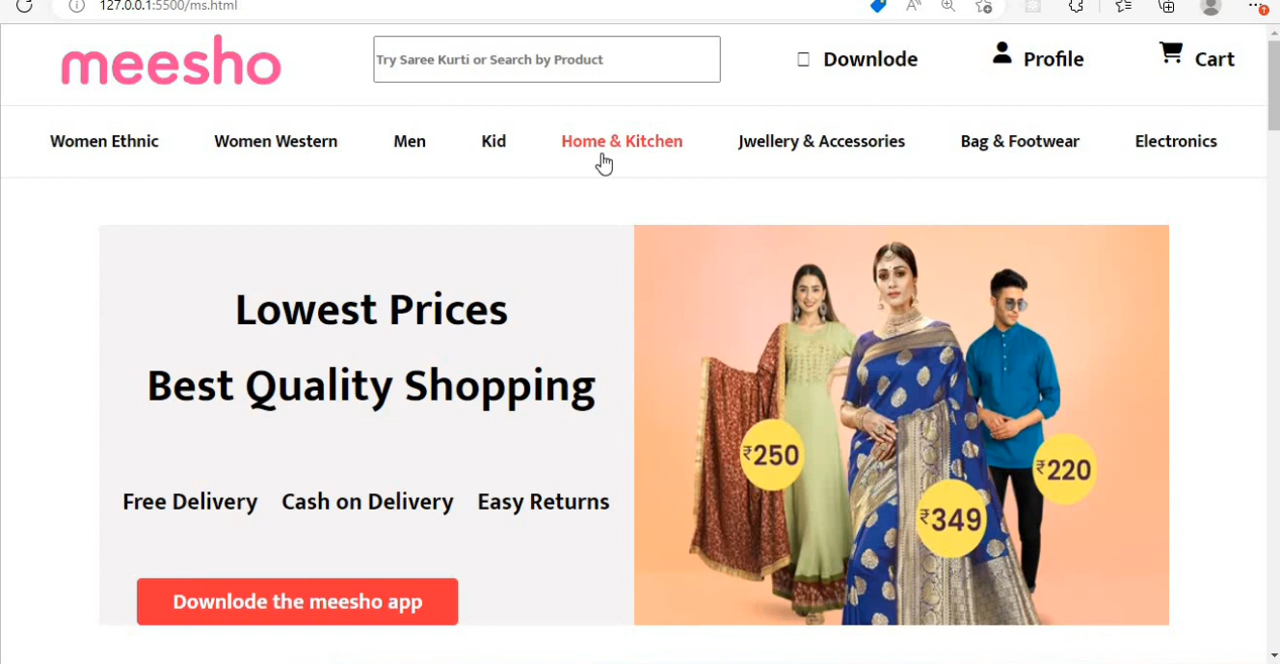 127.0.0.1:5500/ms.html
meesho
Try Saree Kurti or Search by Product
Downlode
Profile
Cart
Women Ethnic
Women Western
Men
Kid
Home & Kitchen
Jwellery & Accessories
Bag & Footwear
Electronics
Lowest Prices
Best Quality Shopping
Free Delivery
Cash on Delivery
Easy Returns
Downlode the meesho app
₹250
₹349
₹220